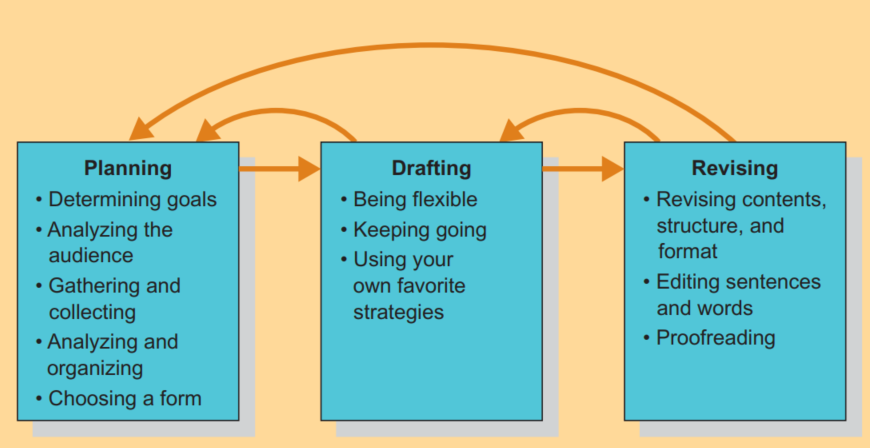 Planning
• Determining goals
• Analyzing the
audience
• Gathering and
collecting
• Analyzing and
organizing
• Choosing a form
Drafting
• Being flexible
• Keeping going
• Using your
own favorite
strategies
Revising
• Revising contents,
structure, and
format
• Editing sentences
and words
• Proofreading